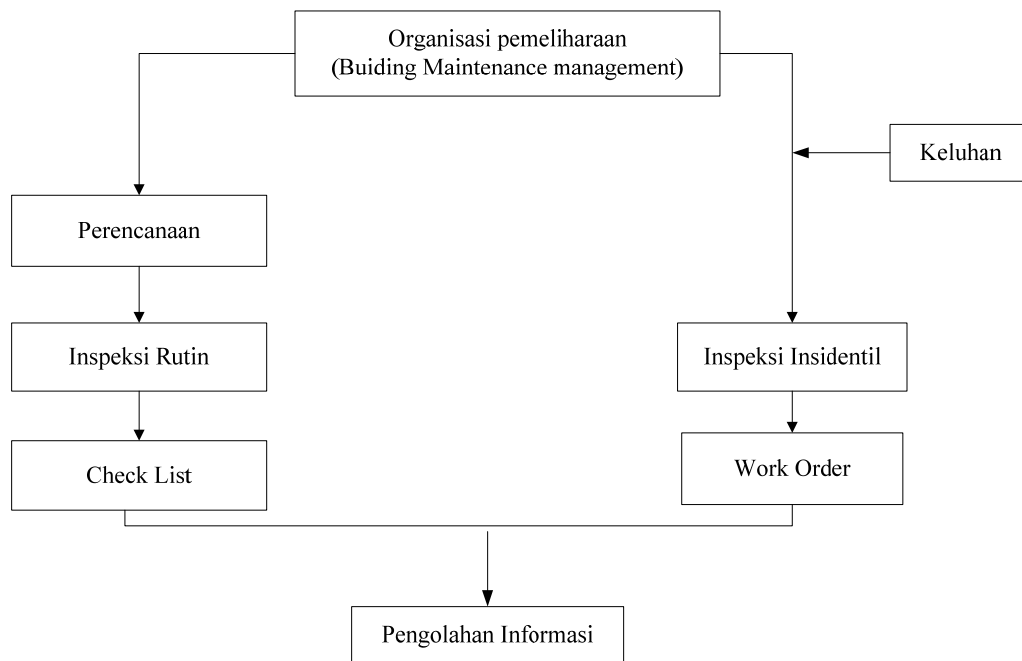 Organisasi pemeliharaan
(Buiding Maintenance management)
Keluhan
Perencanaan
Inspeksi Rutin
Inspeksi Insidentil
Check List
Work Order
Pengolahan Informasi